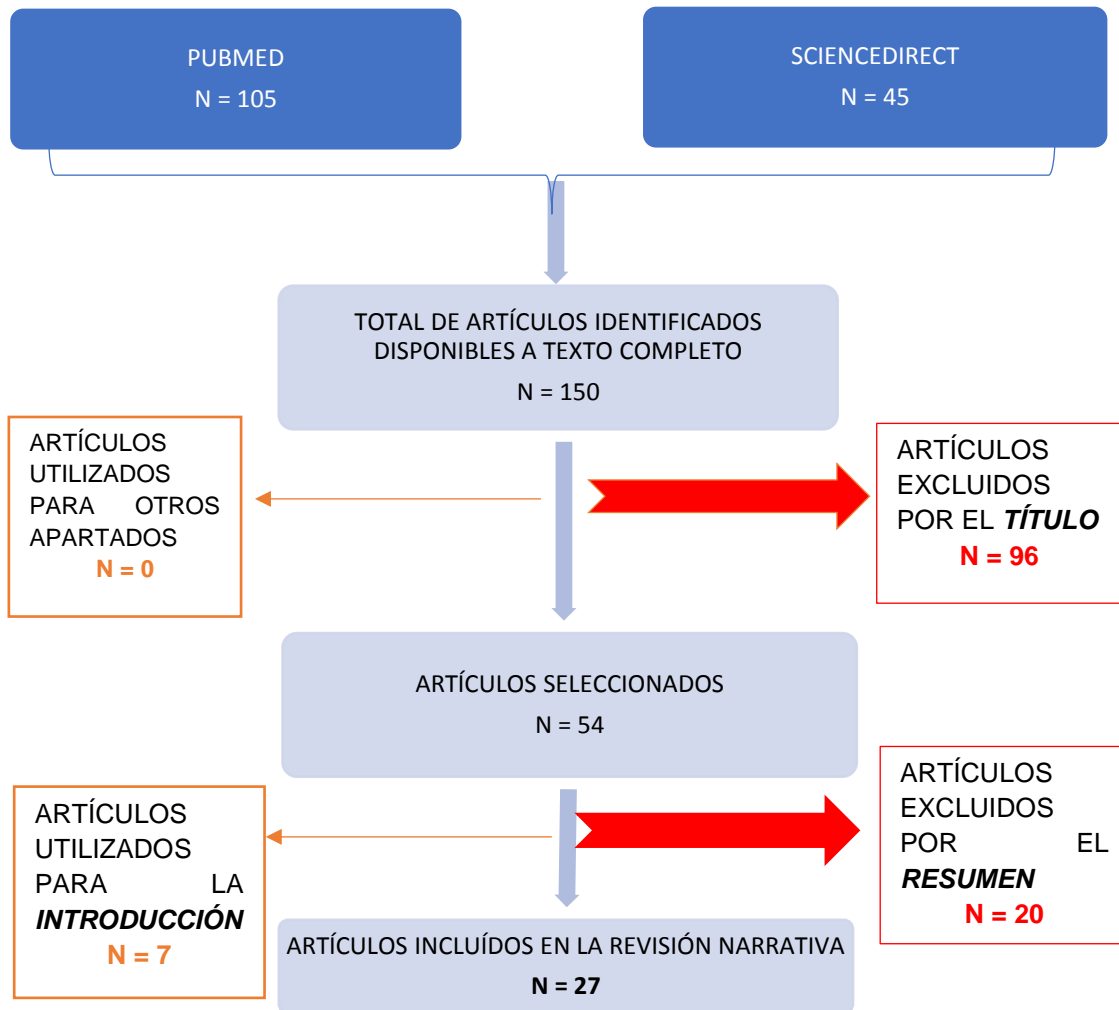 PUBMED
N = 105
SCIENCEDIRECT
N = 45
TOTAL DE ARTÍCULOS IDENTIFICADOS
DISPONIBLES A TEXTO COMPLETO
N = 150
ARTÍCULOS
UTILIZADOS
PARA OTROS
APARTADOS
N = 0
ARTÍCULOS
EXCLUIDOS
POR EL TÍTULO
N = 96
ARTÍCULOS SELECCIONADOS
N = 54
ARTÍCULOS
UTILIZADOS
PARA LA
INTRODUCCIÓN
N = 7
ARTÍCULOS
EXCLUIDOS
POR EL
RESUMEN
N = 20
ARTÍCULOS INCLUÍDOS EN LA REVISIÓN NARRATIVA
N = 27